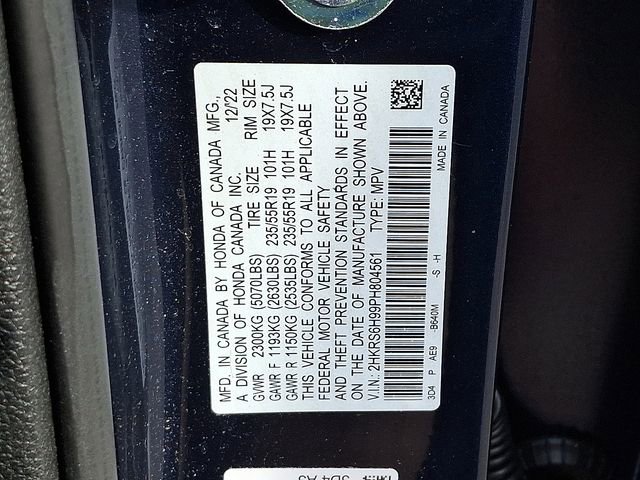 MFD. IN CANADA BY HONDA OF CANADA MFG.,
A DIVISION OF HONDA CANADA INC. 12/'22
GVWR 2300KG (5070LBS) TIRE SIZE RIM SIZE
GAWR F 1193KG (2630LBS) 235/55R19 101H 19X7.5J
GAWR R 1150KG (2535LBS) 235/55R19 101H 19X7.5J
THIS VEHICLE CONFORMS TO ALL APPLICABLE
FEDERAL MOTOR VEHICLE SAFETY
AND THEFT PREVENTION STANDARDS IN EFFECT
ON THE DATE OF MANUFACTURE SHOWN ABOVE.
V.I.N.: 2HKRS6H99PH804561 TYPE: MPV
3D4 P AE9 -B640M -S -H MADE IN CANADA